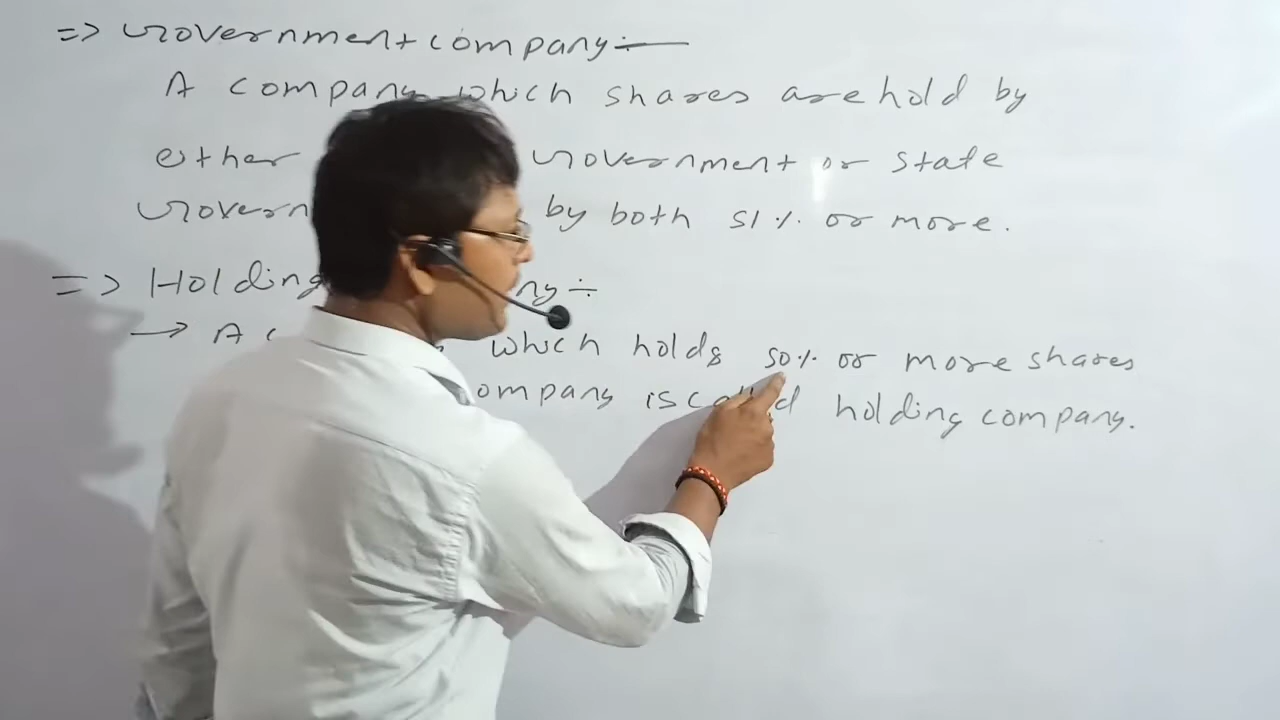 => Government company :-
A company which shares are hold by
either Government or state
Govern by both 51% or more.
=> Holding ny ÷
→ A c which holds 50% or more shares
ompany is called holding company.